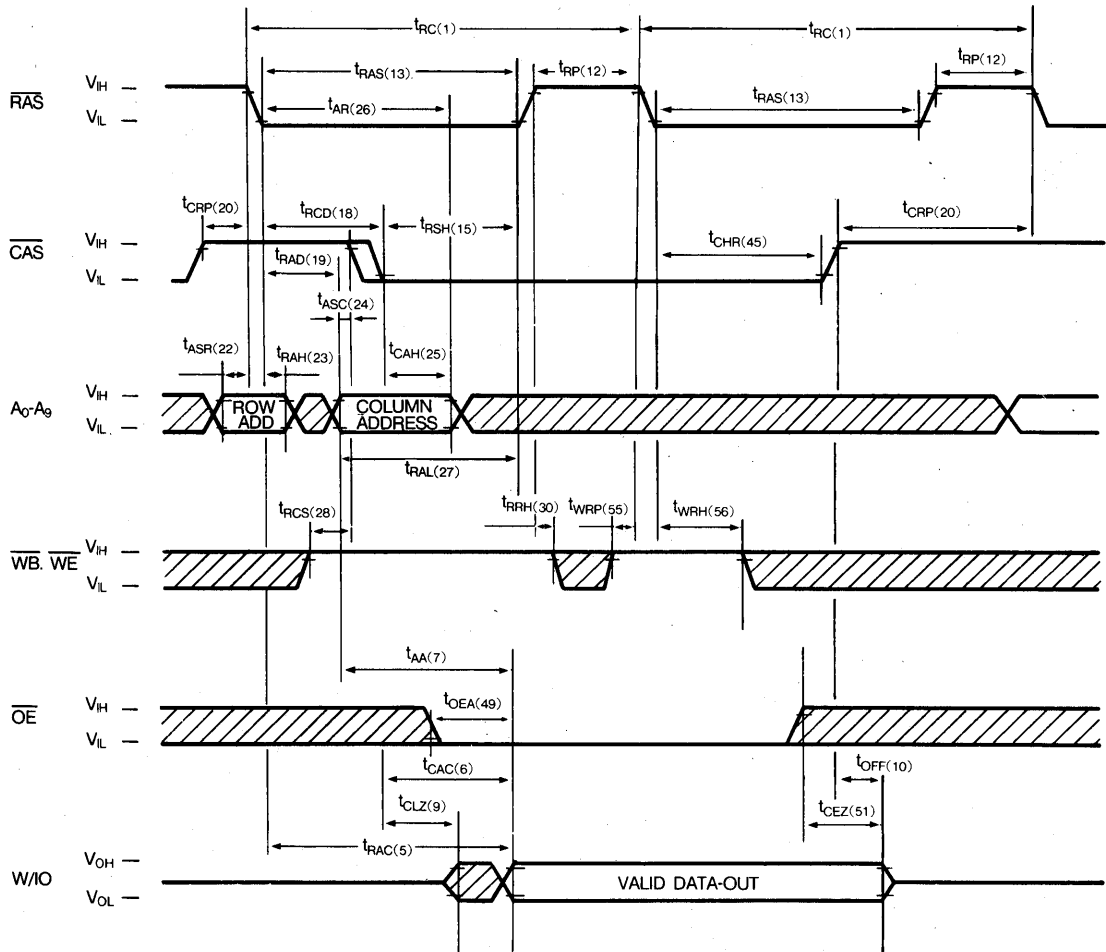 tRC(1) tRC(1)
tRAS(13) tRP(12) tRP(12)
RAS VIH tAR(26) tRAS(13)
VIL
tCRP(20) tRCD(18) tRSH(15) tCRP(20)
CAS VIH tRAD(19) tCHR(45)
VIL
tASC(24)
tASR(22) tRAH(23) tCAH(25)
A0-A9 VIH ROW ADD COLUMN ADDRESS
VIL
tRAL(27)
tRCS(28) tRRH(30) tWRP(55) tWRH(56)
WB. WE VIH
VIL
tAA(7)
OE VIH tOEA(49)
VIL
tCAC(6) tOFF(10)
tCLZ(9) tCEZ(51)
tRAC(5)
W/IO VOH VALID DATA-OUT
VOL